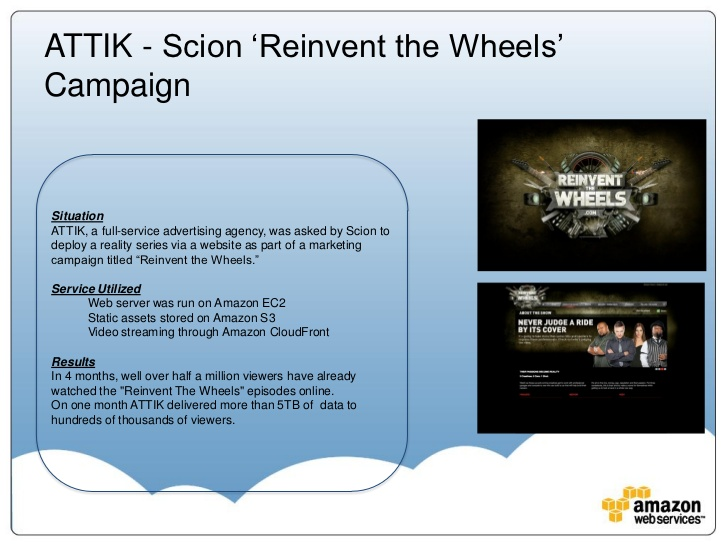 ATTIK - Scion ‘Reinvent the Wheels’
Campaign
Situation
ATTIK, a full-service advertising agency, was asked by Scion to
deploy a reality series via a website as part of a marketing
campaign titled “Reinvent the Wheels.”
Service Utilized
Web server was run on Amazon EC2
Static assets stored on Amazon S3
Video streaming through Amazon CloudFront
Results
In 4 months, well over half a million viewers have already
watched the "Reinvent The Wheels" episodes online.
On one month ATTIK delivered more than 5TB of data to
hundreds of thousands of viewers.
REINVENT
THE
WHEELS
.COM
ABOUT THE SHOW
NEVER JUDGE A RIDE
BY ITS COVER
amazon
webservices™